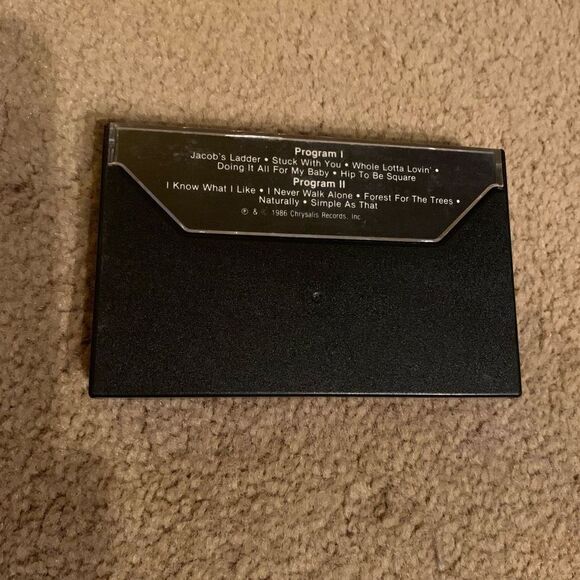 Program I
Jacob's Ladder • Stuck With You • Whole Lotta Lovin' •
Doing It All For My Baby • Hip To Be Square
Program II
I Know What I Like • I Never Walk Alone • Forest For The Trees •
Naturally • Simple As That
℗ & © 1986 Chrysalis Records, Inc.